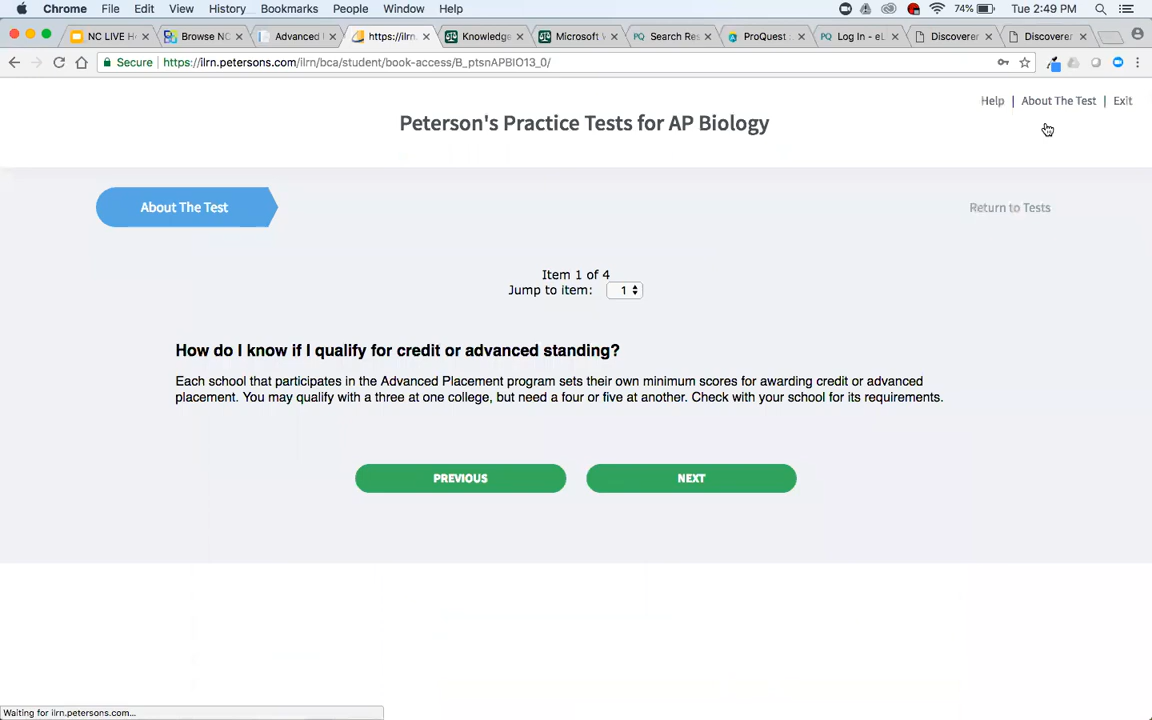 Chrome File Edit View History Bookmarks People Window Help 74% Tue 2:49 PM
NC LIVE H Browse NC Advanced https://ilrn. Knowledge Microsoft Search Res ProQuest Log In - eL Discoverer Discoverer
Secure https://ilrn.petersons.com/ilrn/bca/student/book-access/B_ptsnAPBIO13_0/
Help | About The Test | Exit
Peterson's Practice Tests for AP Biology
About The Test Return to Tests
Item 1 of 4
Jump to item: 1
How do I know if I qualify for credit or advanced standing?
Each school that participates in the Advanced Placement program sets their own minimum scores for awarding credit or advanced
placement. You may qualify with a three at one college, but need a four or five at another. Check with your school for its requirements.
PREVIOUS NEXT
Waiting for ilrn.petersons.com...